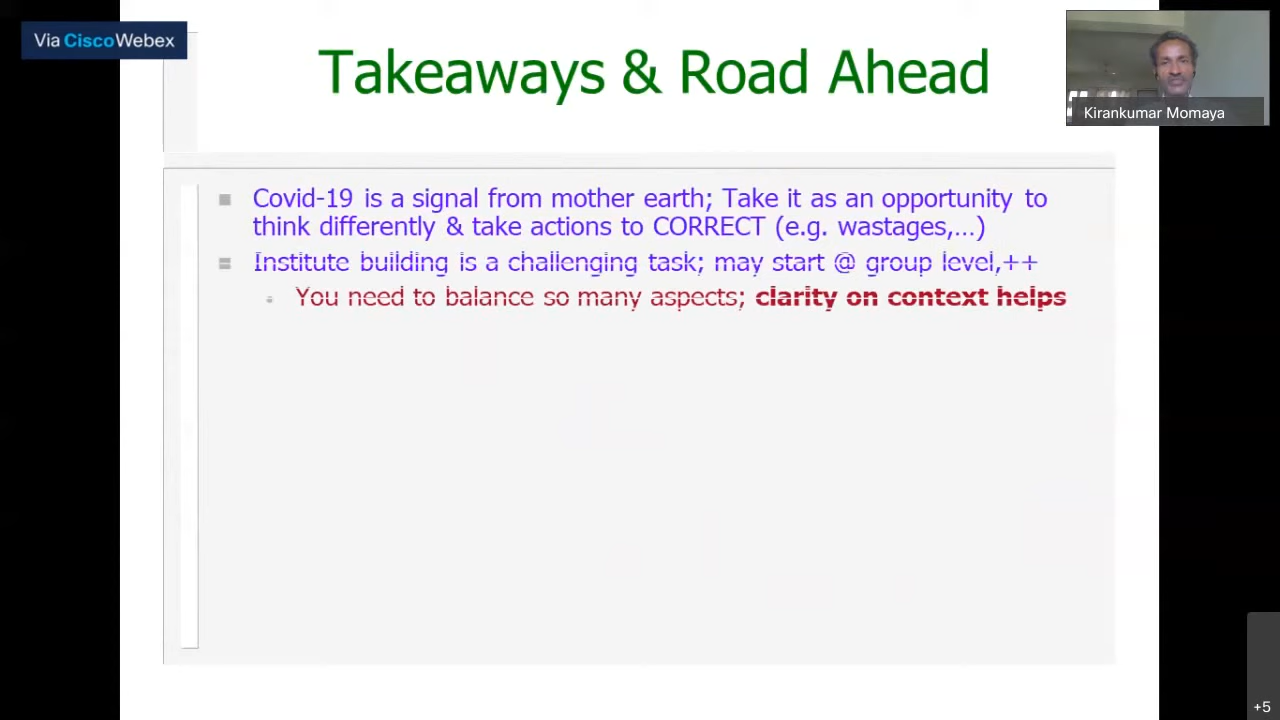 Via CiscoWebex
Takeaways & Road Ahead
Kirankumar Momaya
Covid-19 is a signal from mother earth; Take it as an opportunity to
think differently & take actions to CORRECT (e.g. wastages,...)
Institute building is a challenging task; may start @ group level,++
You need to balance so many aspects; clarity on context helps
+5